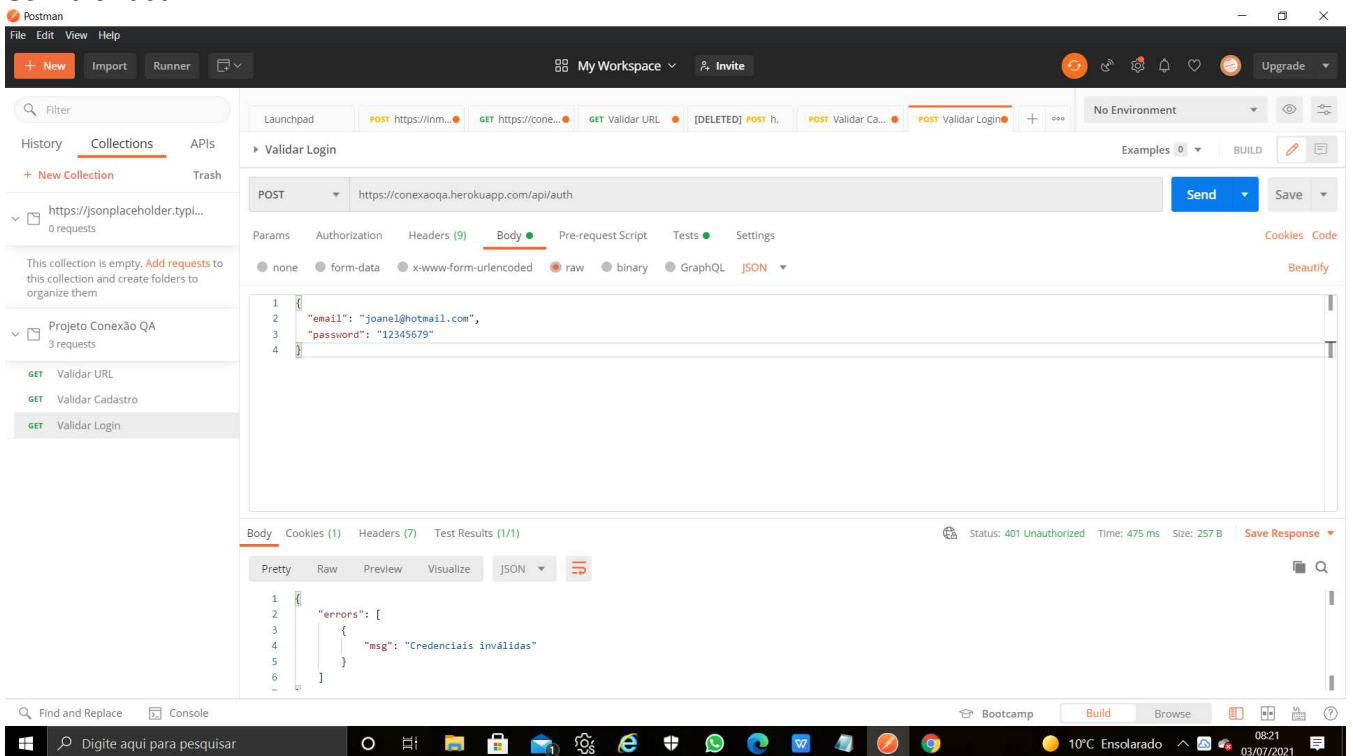 Postman
File Edit View Help
+ New Import Runner My Workspace Invite Upgrade
Filter
History Collections APIs
+ New Collection Trash
https://jsonplaceholder.typi...
0 requests
This collection is empty. Add requests to
this collection and create folders to
organize them
Projeto Conexão QA
3 requests
GET Validar URL
GET Validar Cadastro
GET Validar Login
Launchpad POST https://inm... GET https://cone... GET Validar URL [DELETED] POST h. POST Validar Ca... POST Validar Login + ooo No Environment
Validar Login Examples 0 BUILD
POST https://conexaoqa.herokuapp.com/api/auth Send Save
Params Authorization Headers (9) Body Pre-request Script Tests Settings Cookies Code
none form-data x-www-form-urlencoded raw binary GraphQL JSON Beautify
1 {
2 "email": "joanel@hotmail.com",
3 "password": "12345679"
4 }
Body Cookies (1) Headers (7) Test Results (1/1) Status: 401 Unauthorized Time: 475 ms Size: 257 B Save Response
Pretty Raw Preview Visualize JSON
1 {
2 "errors": [
3 {
4 "msg": "Credenciais inválidas"
5 }
6 ]
Find and Replace Console Bootcamp Build Browse
Digite aqui para pesquisar 10°C Ensolarado 08:21
03/07/2021